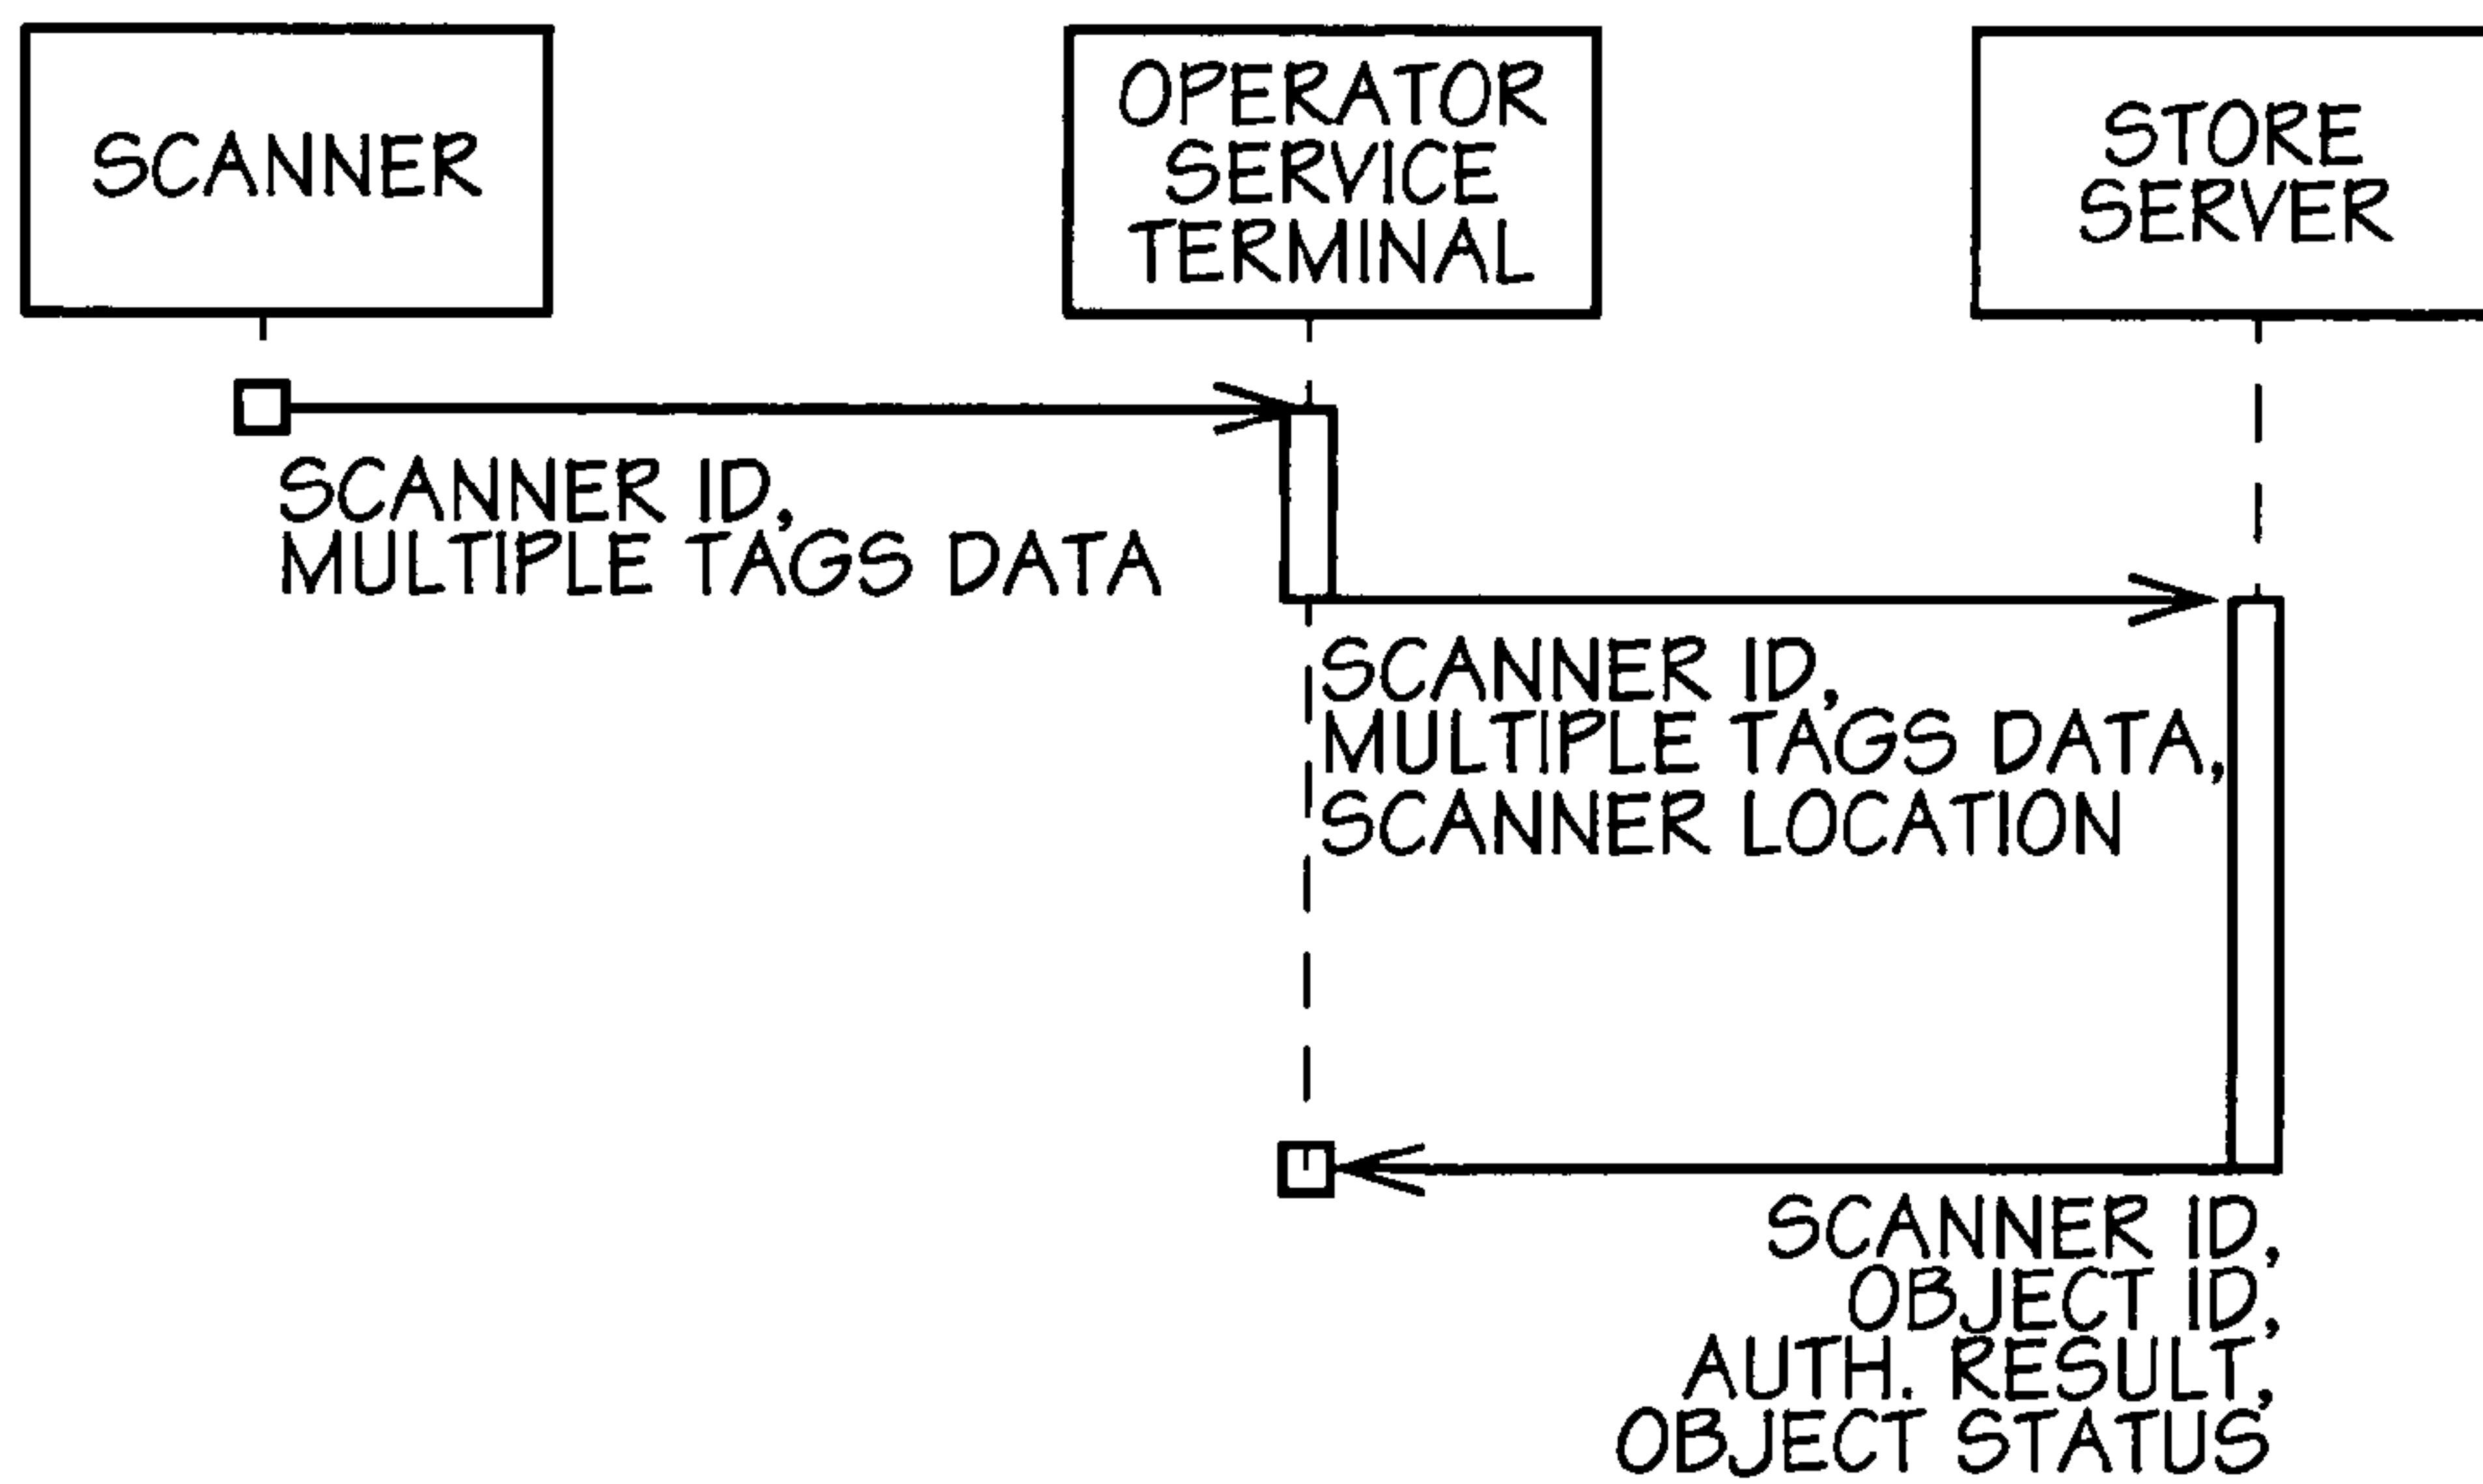 SCANNER
OPERATOR
SERVICE
TERMINAL
STORE
SERVER
SCANNER ID,
MULTIPLE TAGS DATA
SCANNER ID,
MULTIPLE TAGS DATA,
SCANNER LOCATION
SCANNER ID,
OBJECT ID,
AUTH. RESULT,
OBJECT STATUS